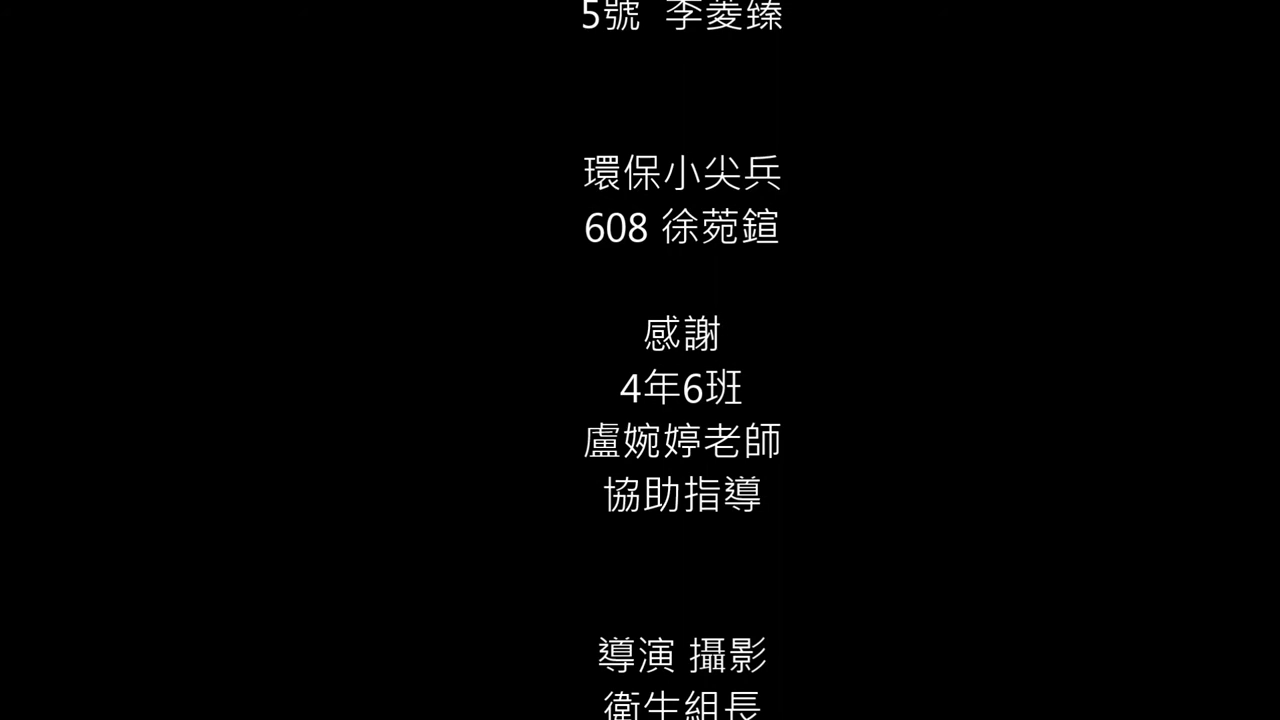 5號 李菱臻
環保小尖兵
608 徐菀鍹
感謝
4年6班
盧婉婷老師
協助指導
導演 攝影
衛生組長